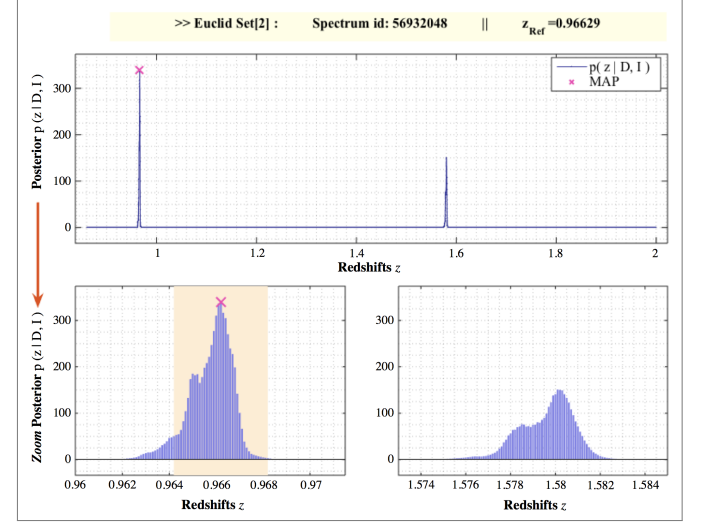 >> Euclid Set[2] : Spectrum id: 56932048 || z_Ref =0.96629
Posterior p (z | D, I )
300
200
100
0
p( z | D, I )
MAP
1 1.2 1.4 1.6 1.8 2
Redshifts z
Zoom Posterior p (z | D, I )
300
200
100
0
0.96 0.962 0.964 0.966 0.968 0.97
Redshifts z
300
200
100
0
1.574 1.576 1.578 1.58 1.582 1.584
Redshifts z